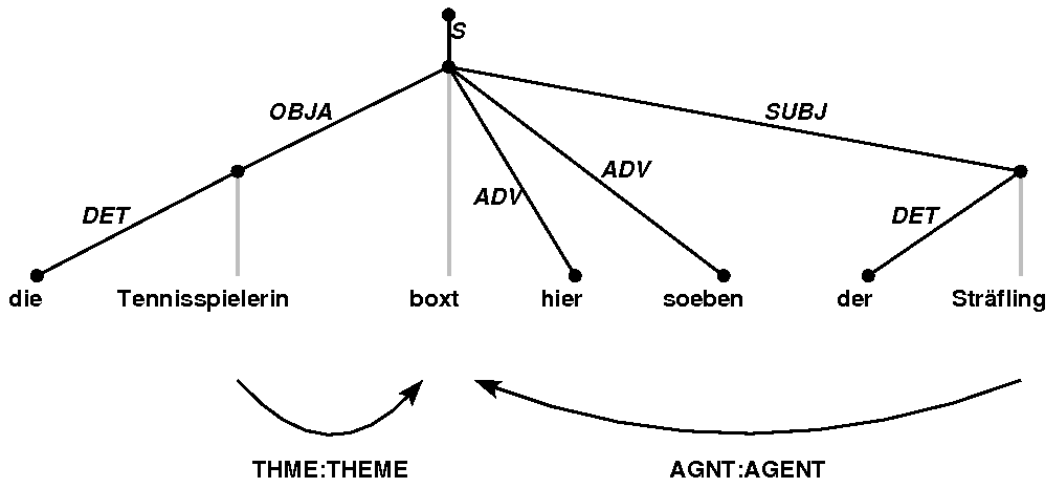 S
OBJA
SUBJ
ADV
ADV
DET
DET
die Tennisspielerin boxt hier soeben der Sträfling
THME:THEME AGNT:AGENT